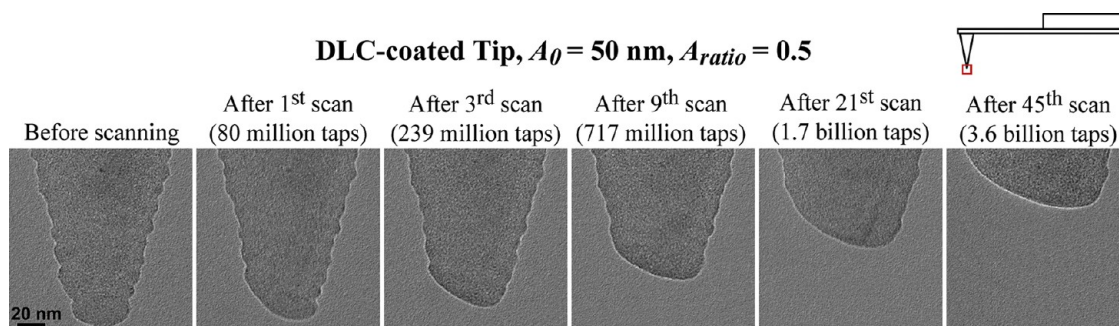 DLC-coated Tip, A0 = 50 nm, Aratio = 0.5
Before scanning
After 1st scan
(80 million taps)
After 3rd scan
(239 million taps)
After 9th scan
(717 million taps)
After 21st scan
(1.7 billion taps)
After 45th scan
(3.6 billion taps)
20 nm